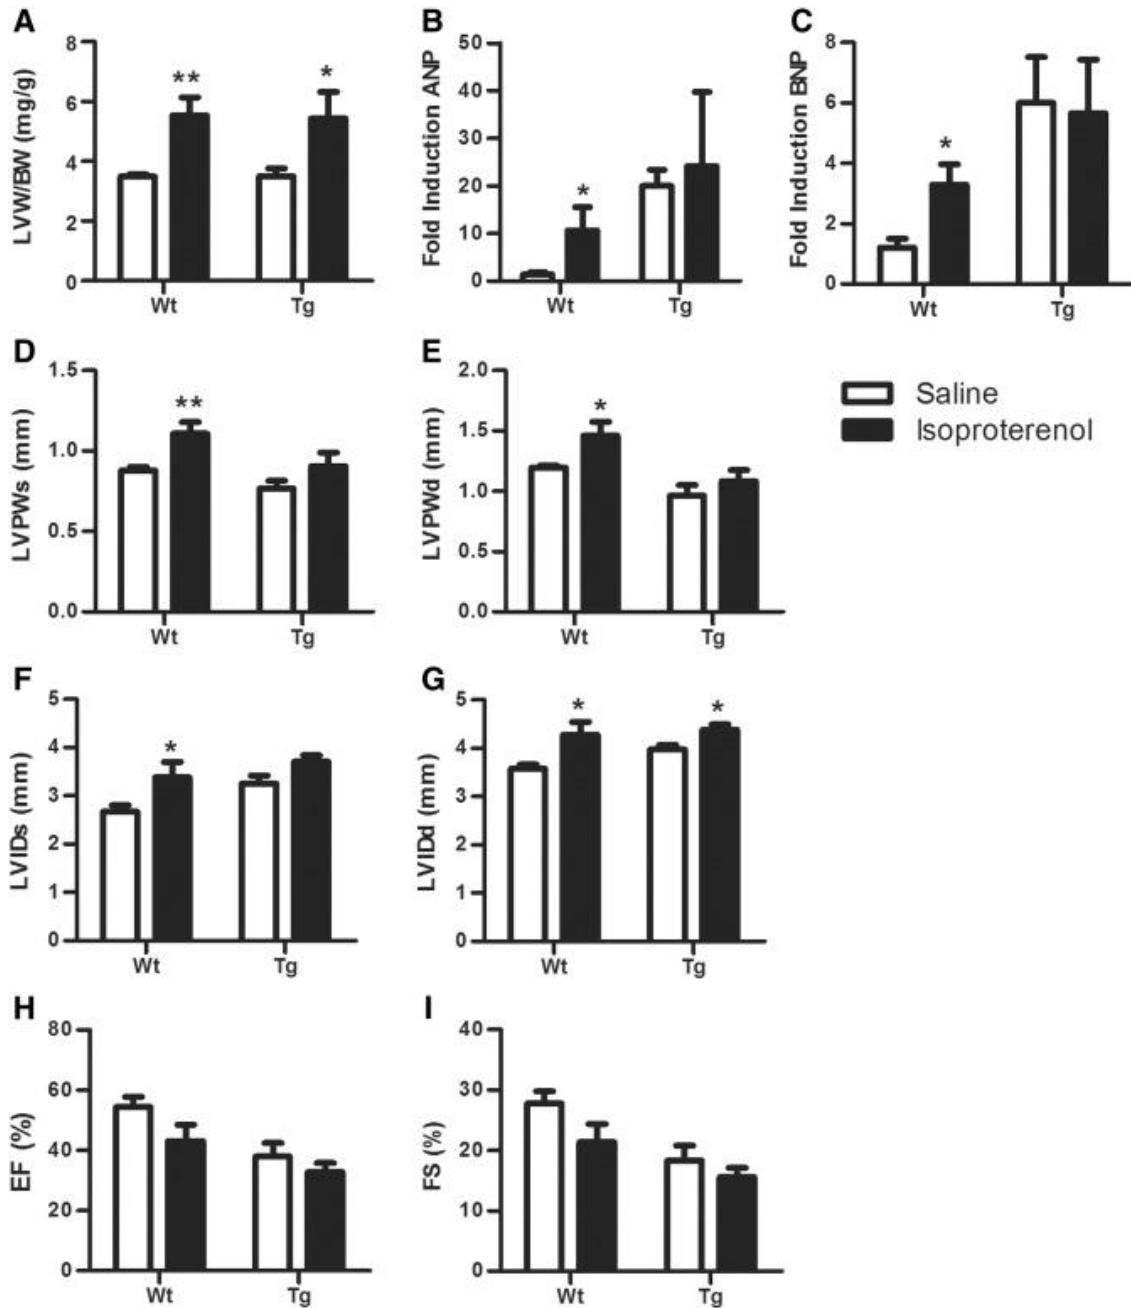 A
LVW/BW (mg/g)
8
6
4
2
0
**
*
Wt
Tg
B
Fold Induction ANP
50
40
30
20
10
0
*
Wt
Tg
C
Fold Induction BNP
8
6
4
2
0
*
Wt
Tg
D
LVPWs (mm)
1.5
1.0
0.5
0.0
**
Wt
Tg
E
LVPWd (mm)
2.0
1.5
1.0
0.5
0.0
*
Wt
Tg
Saline
Isoproterenol
F
LVIDs (mm)
5
4
3
2
1
0
*
Wt
Tg
G
LVIDd (mm)
5
4
3
2
1
0
*
*
Wt
Tg
H
EF (%)
80
60
40
20
0
Wt
Tg
I
FS (%)
40
30
20
10
0
Wt
Tg